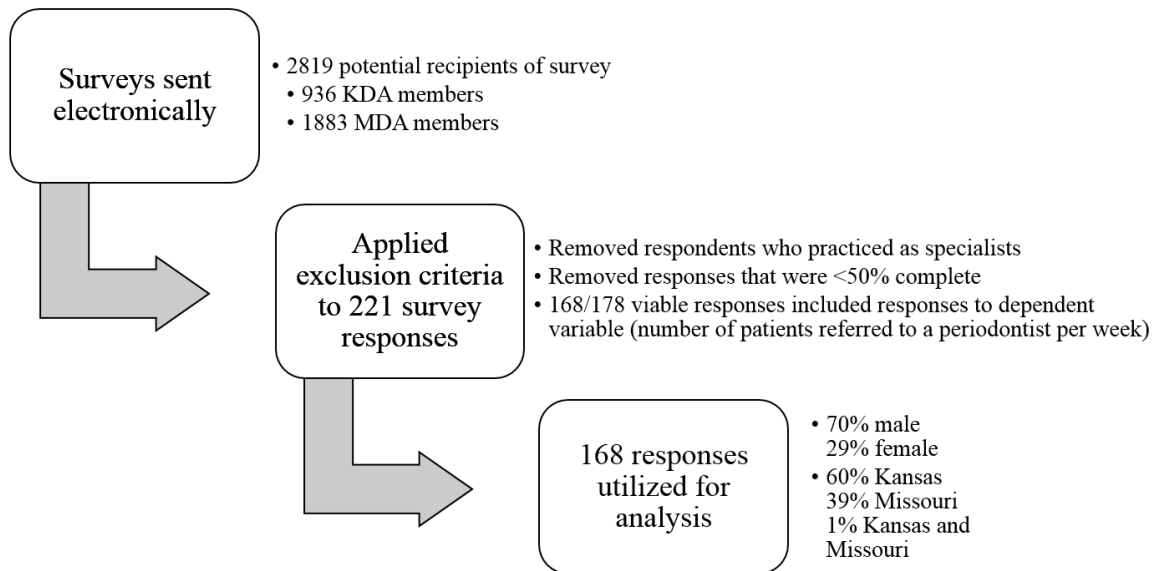 Surveys sent
electronically
• 2819 potential recipients of survey
• 936 KDA members
• 1883 MDA members
Applied
exclusion criteria
to 221 survey
responses
• Removed respondents who practiced as specialists
• Removed responses that were <50% complete
• 168/178 viable responses included responses to dependent
variable (number of patients referred to a periodontist per week)
168 responses
utilized for
analysis
• 70% male
29% female
• 60% Kansas
39% Missouri
1% Kansas and
Missouri